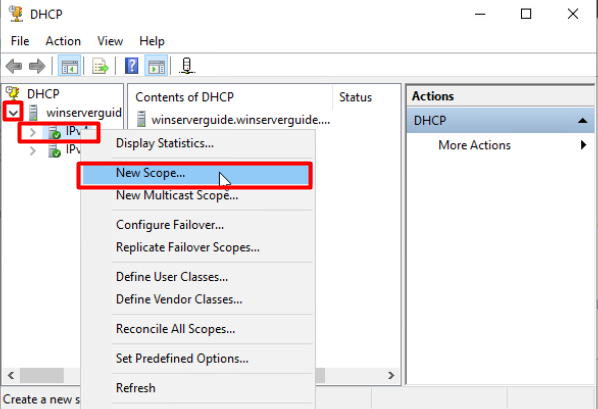 DHCP
File Action View Help
DHCP
winserverguid
IPv4
IPv
Contents of DHCP Status
winserverguide.winserverguide....
Actions
DHCP
More Actions
Display Statistics...
New Scope...
New Multicast Scope...
Configure Failover...
Replicate Failover Scopes...
Define User Classes...
Define Vendor Classes...
Reconcile All Scopes...
Set Predefined Options...
Refresh
Create a new s